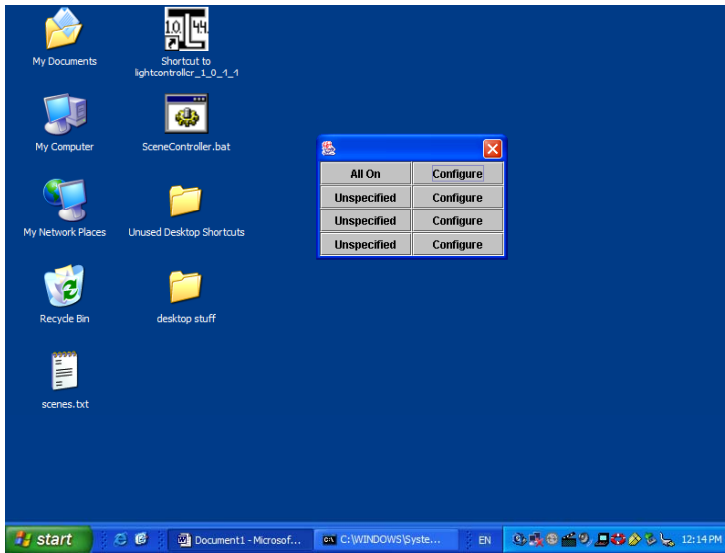 My Documents
Shortcut to
lightcontroller_1_0_1_1
My Computer
SceneController.bat
My Network Places
Unused Desktop Shortcuts
Recycle Bin
desktop stuff
scenes.txt
All On
Configure
Unspecified
Configure
Unspecified
Configure
Unspecified
Configure
start
Document1 - Microsof...
C:\WINDOWS\Syste...
EN
12:14 PM